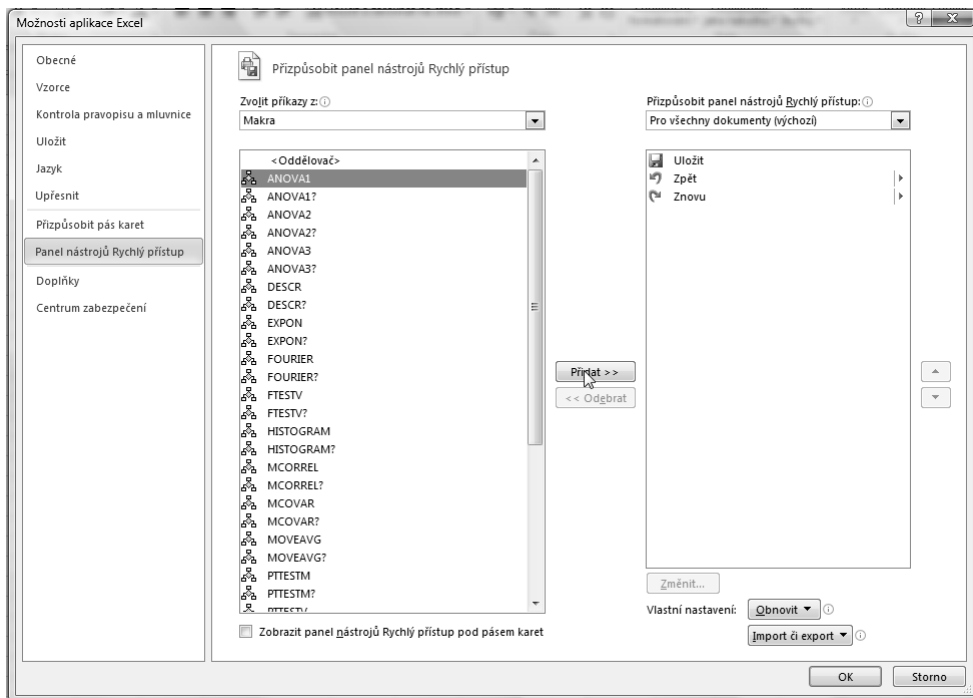 Možnosti aplikace Excel
Obecné
Vzorce
Kontrola pravopisu a mluvnice
Uložit
Jazyk
Upřesnit
Přizpůsobit pás karet
Panel nástrojů Rychlý přístup
Doplňky
Centrum zabezpečení
Přizpůsobit panel nástrojů Rychlý přístup
Zvolit příkazy z:
Makra
<Oddělovač>
ANOVA1
ANOVA1?
ANOVA2
ANOVA2?
ANOVA3
ANOVA3?
DESCR
DESCR?
EXPON
EXPON?
FOURIER
FOURIER?
FTESTV
FTESTV?
HISTOGRAM
HISTOGRAM?
MCORREL
MCORREL?
MCOVAR
MCOVAR?
MOVEAVG
MOVEAVG?
PTTESTM
PTTESTM?
PTTESTV
Zobrazit panel nástrojů Rychlý přístup pod pásem karet
Přidat >>
<< Odebrat
Přizpůsobit panel nástrojů Rychlý přístup:
Pro všechny dokumenty (výchozí)
Uložit
Zpět
Znovu
Změnit...
Vlastní nastavení:
Obnovit
Import či export
OK
Storno